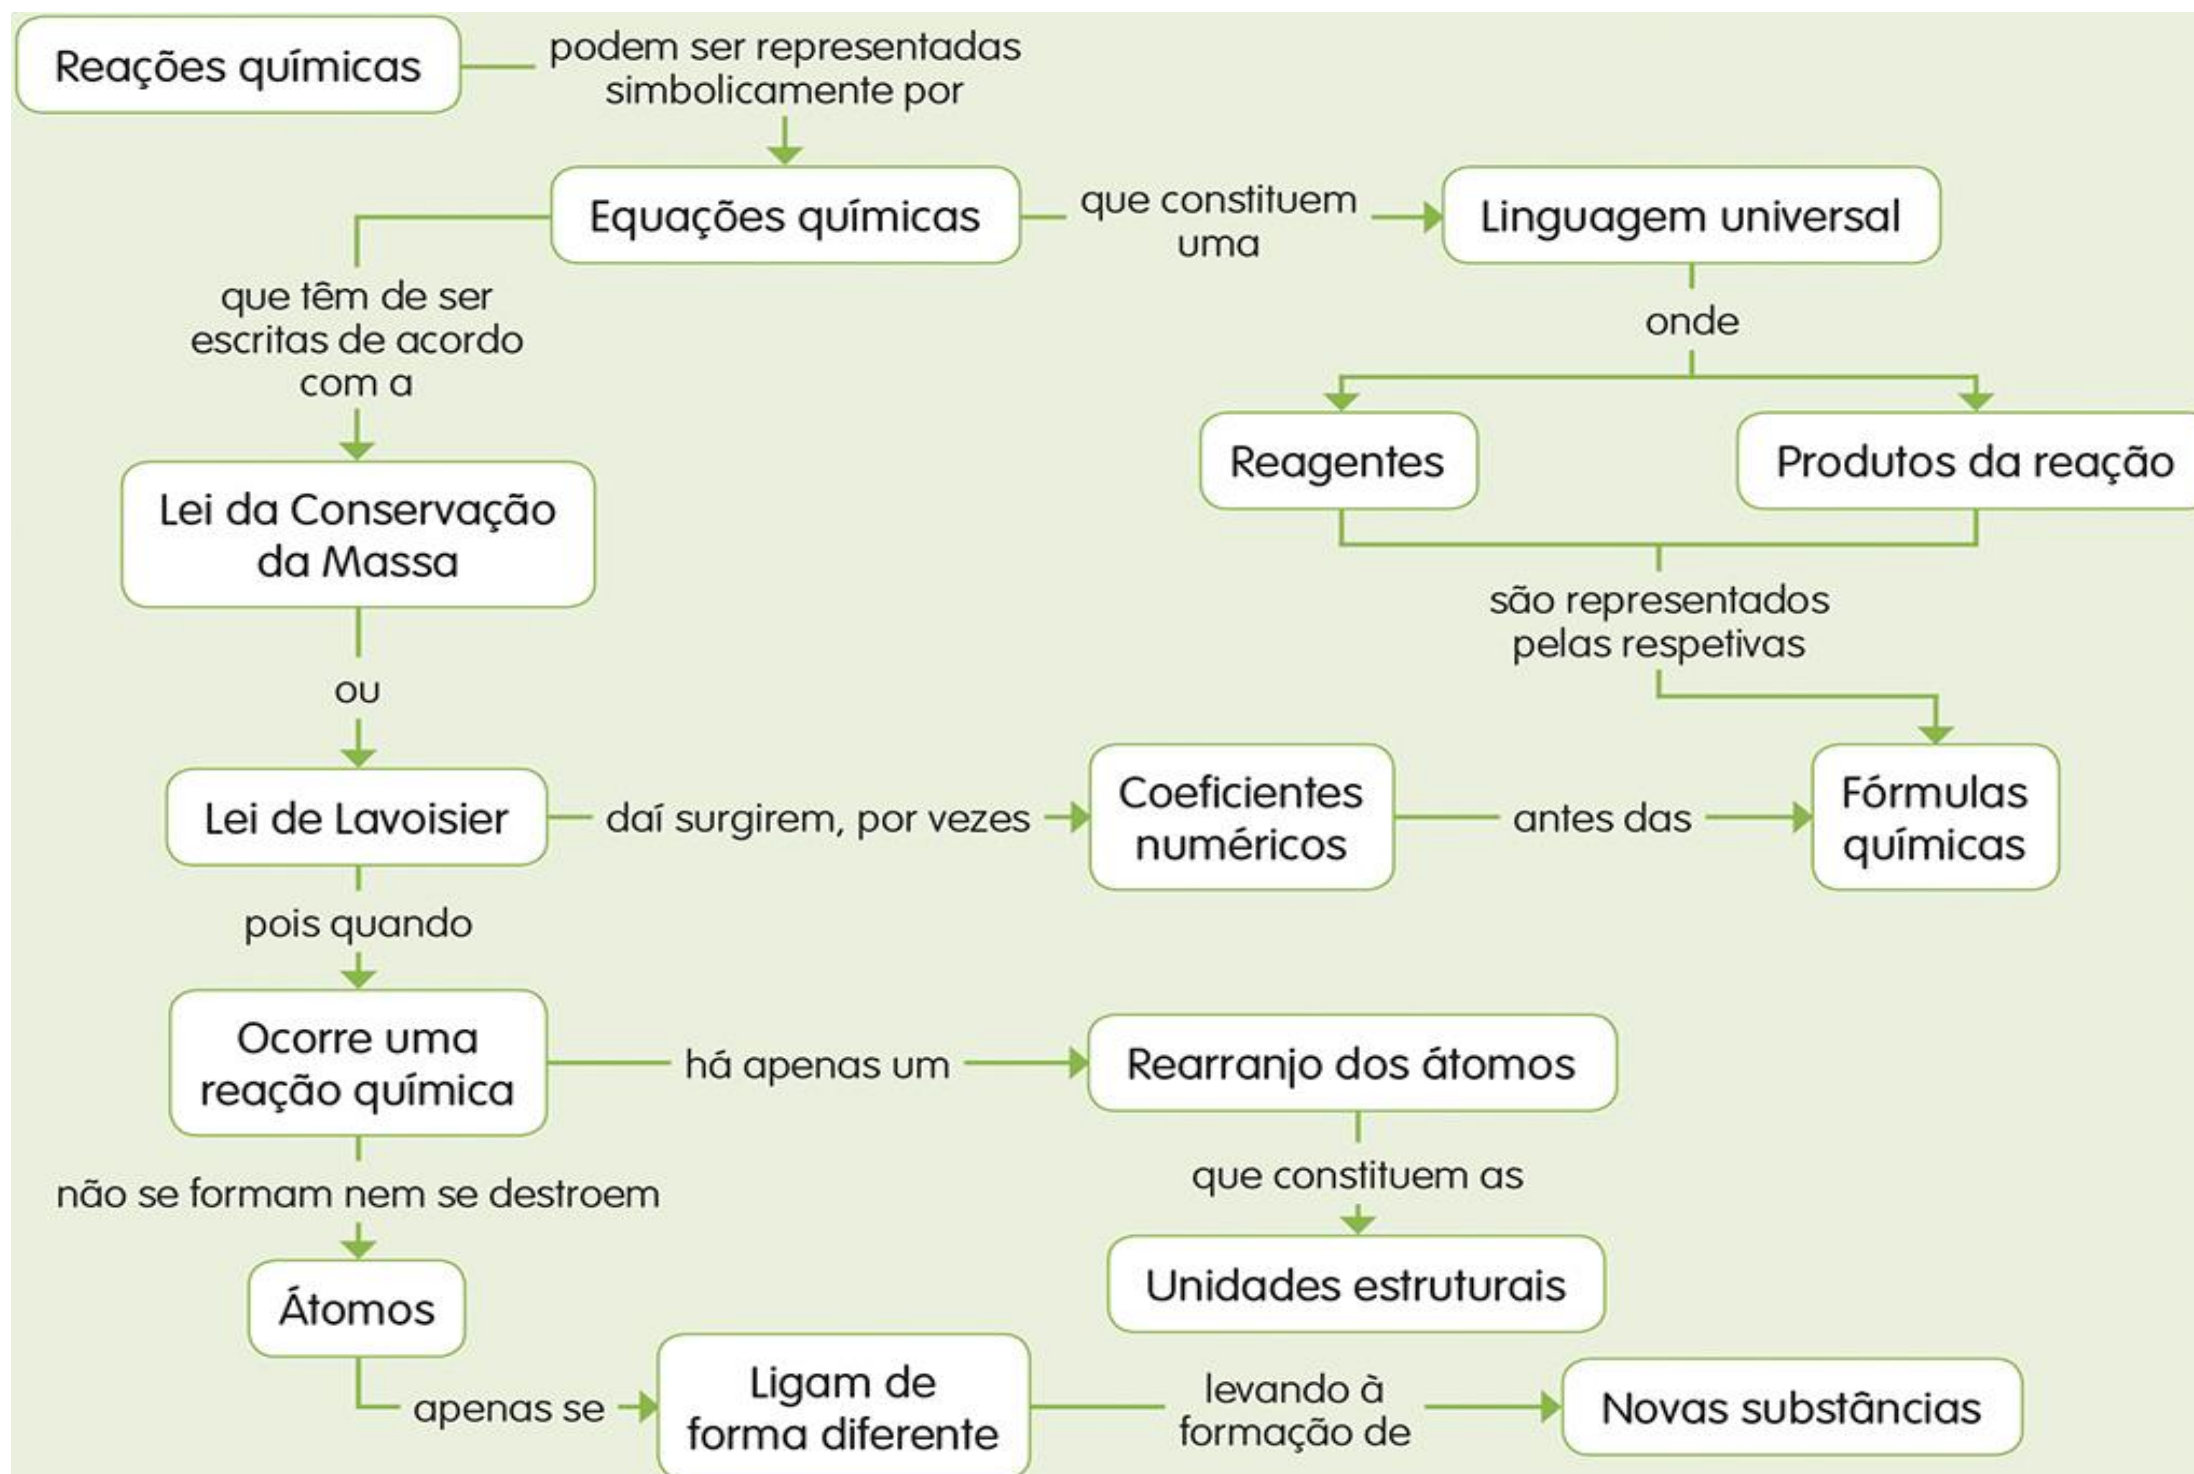 Reações químicas
podem ser representadas
simbolicamente por
Equações químicas
que constituem
uma
Linguagem universal
que têm de ser
escritas de acordo
com a
onde
Reagentes
Produtos da reação
Lei da Conservação
da Massa
são representados
pelas respetivas
ou
Lei de Lavoisier
daí surgirem, por vezes
Coeficientes
numéricos
antes das
Fórmulas
químicas
pois quando
Ocorre uma
reação química
há apenas um
Rearranjo dos átomos
que constituem as
Unidades estruturais
não se formam nem se destroem
Átomos
apenas se
Ligam de
forma diferente
levando à
formação de
Novas substâncias